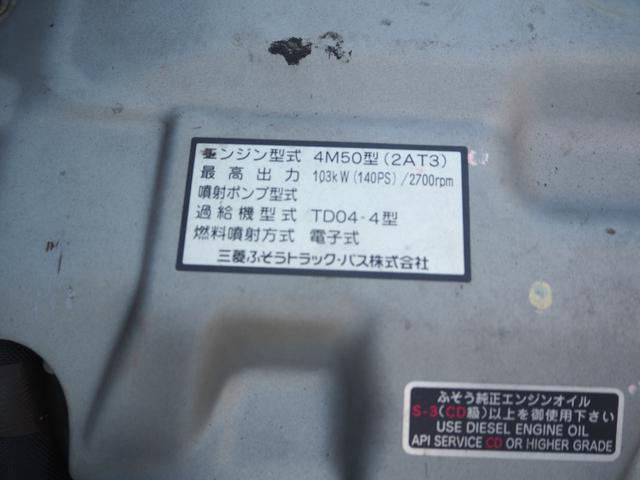 エンジン型式 4M50型(2AT3)
最高出力 103kW(140PS)/2700rpm
噴射ポンプ型式
過給機型式 TD04-4型
燃料噴射方式 電子式
三菱ふそうトラック・バス株式会社
ふそう純正エンジンオイル
S-3(CD級)以上を御使用下さい
USE DIESEL ENGINE OIL
API SERVICE CD OR HIGHER GRADE